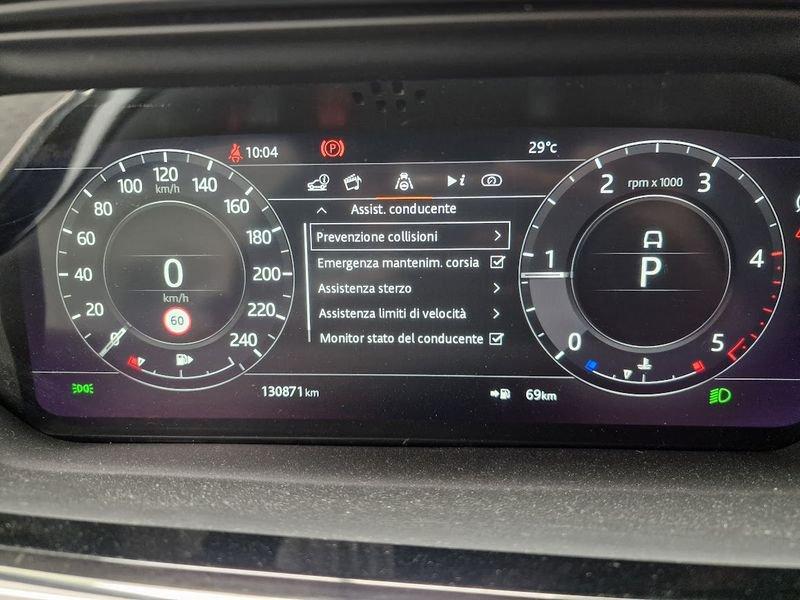 10:04
P
29°C
Assist. conducente
Prevenzione collisioni
Emergenza mantenim. corsia
Assistenza sterzo
Assistenza limiti di velocità
Monitor stato del conducente
0
20
40
60
80
100
120
140
160
180
200
220
240
km/h
0
km/h
60
0
1
2
3
4
5
rpm x 1000
P
130871 km
69km